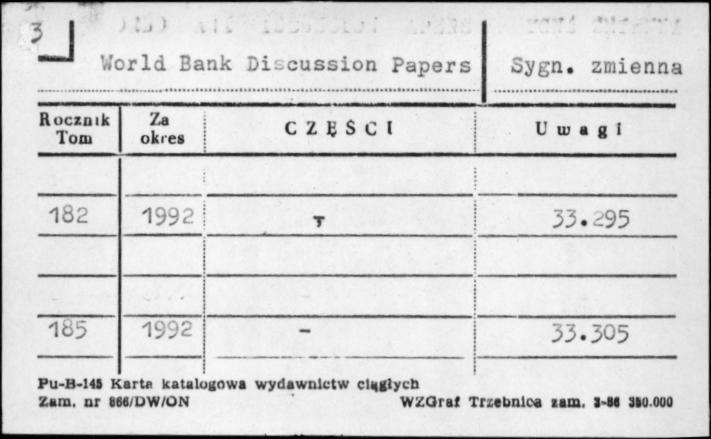 3
World Bank Discussion Papers Sygn. zmienna
Rocznik Tom Za okres CZĘŚCI Uwagi
182 1992 33.295
185 1992 - 33.305
Pu-B-145 Karta katalogowa wydawnictw ciągłych
Zam. nr 866/DW/ON WZGraf Trzebnica zam. 3-86 350.000